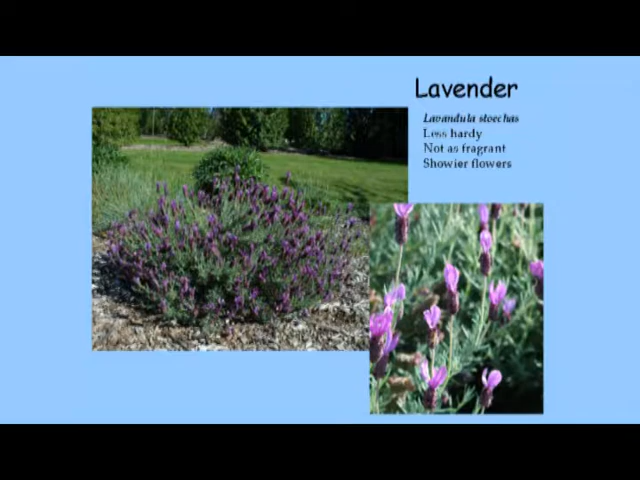 Lavender
Lavandula stoechas
Less hardy
Not as fragrant
Showier flowers